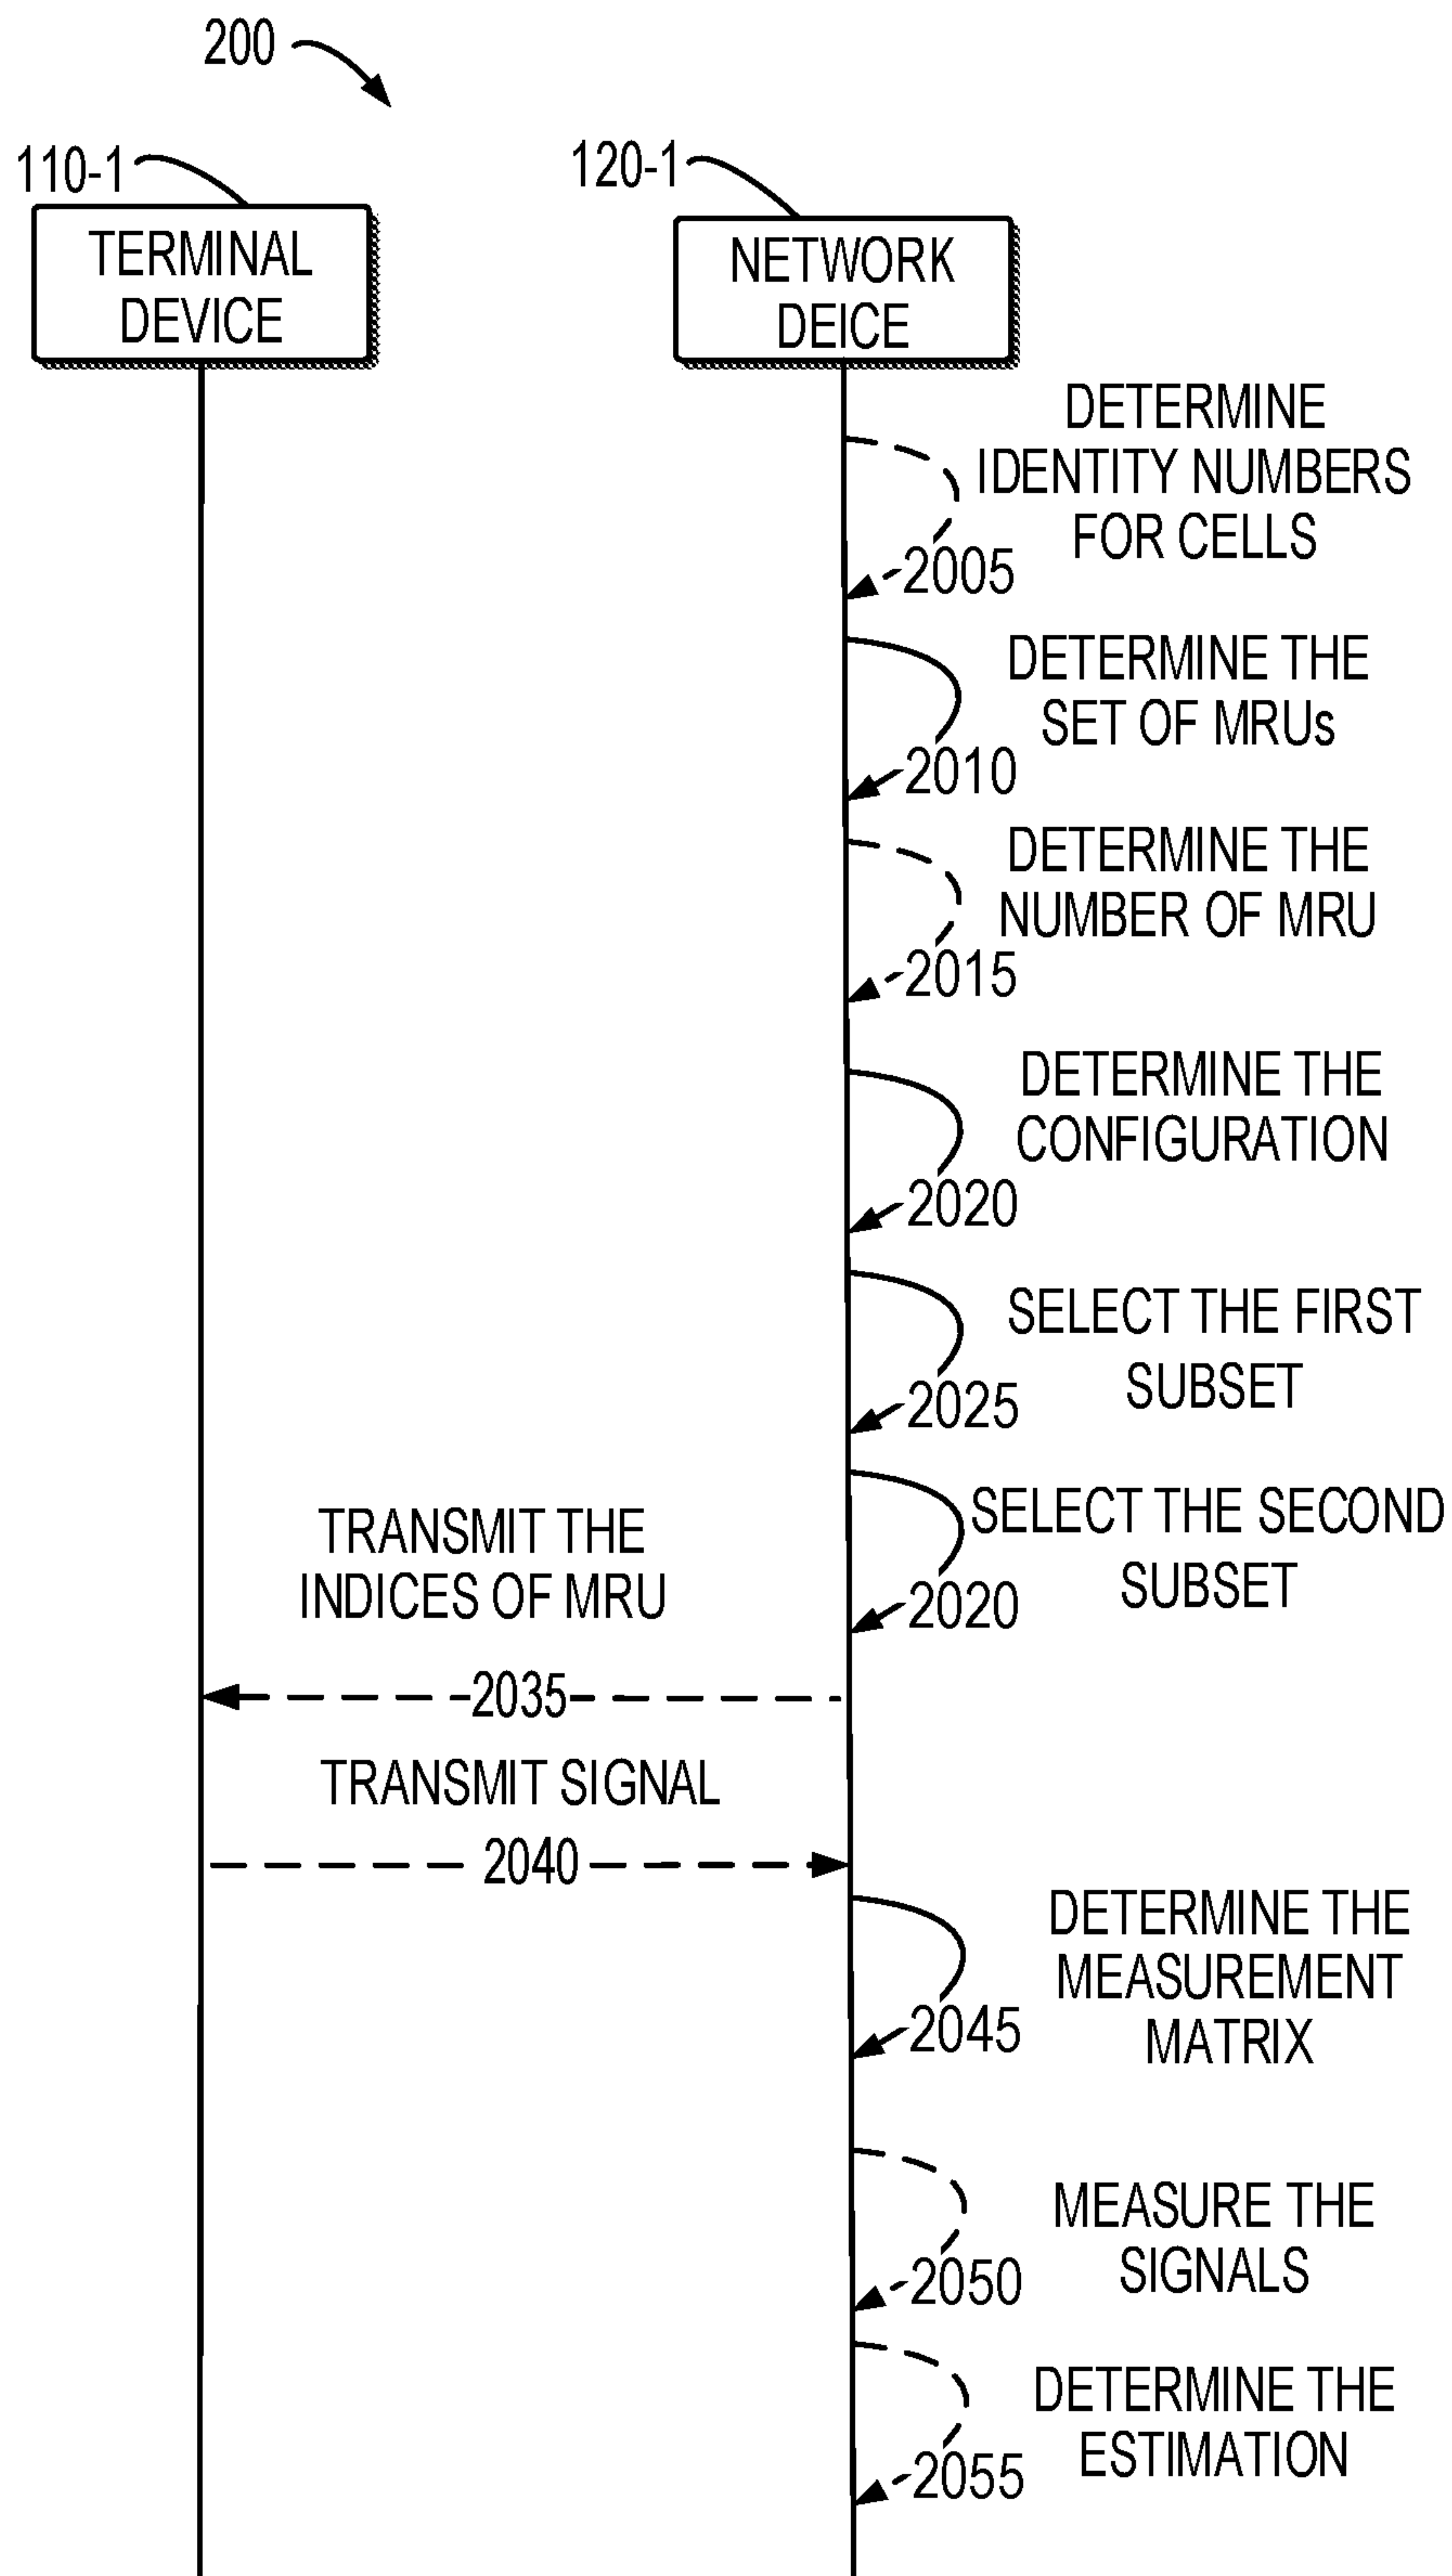 200
110-1
120-1
TERMINAL
DEVICE
NETWORK
DEICE
DETERMINE
IDENTITY NUMBERS
FOR CELLS
2005
DETERMINE THE
SET OF MRUs
2010
DETERMINE THE
NUMBER OF MRU
2015
DETERMINE THE
CONFIGURATION
2020
SELECT THE FIRST
SUBSET
2025
SELECT THE SECOND
SUBSET
2020
TRANSMIT THE
INDICES OF MRU
2035
TRANSMIT SIGNAL
2040
DETERMINE THE
MEASUREMENT
MATRIX
2045
MEASURE THE
SIGNALS
2050
DETERMINE THE
ESTIMATION
2055